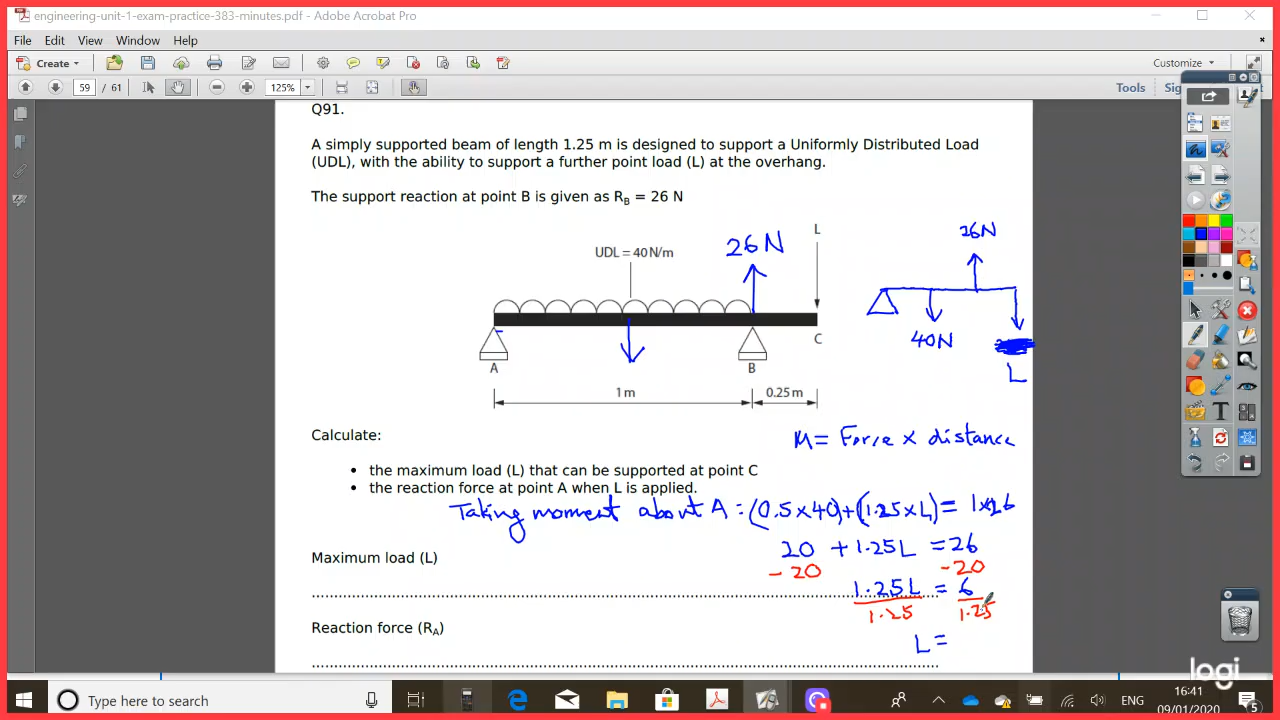 engineering-unit-1-exam-practice-383-minutes.pdf - Adobe Acrobat Pro
File Edit View Window Help
Create Customize
59 / 61 125% Tools
Q91.
A simply supported beam of length 1.25 m is designed to support a Uniformly Distributed Load
(UDL), with the ability to support a further point load (L) at the overhang.
The support reaction at point B is given as RB = 26 N
L
26N
26N
UDL = 40 N/m
A
B
C
40N
L
1 m
0.25 m
Calculate:
M = Force × distance
• the maximum load (L) that can be supported at point C
• the reaction force at point A when L is applied.
Taking moment about A : (0.5 × 40) + (1.25 × L) = 1 × 26
20 + 1.25L = 26
Maximum load (L)
- 20 - 20
1.25L = 6
1.25 1.25
Reaction force (RA)
L =
logi
Type here to search
ENG
16:41
09/01/2020
5